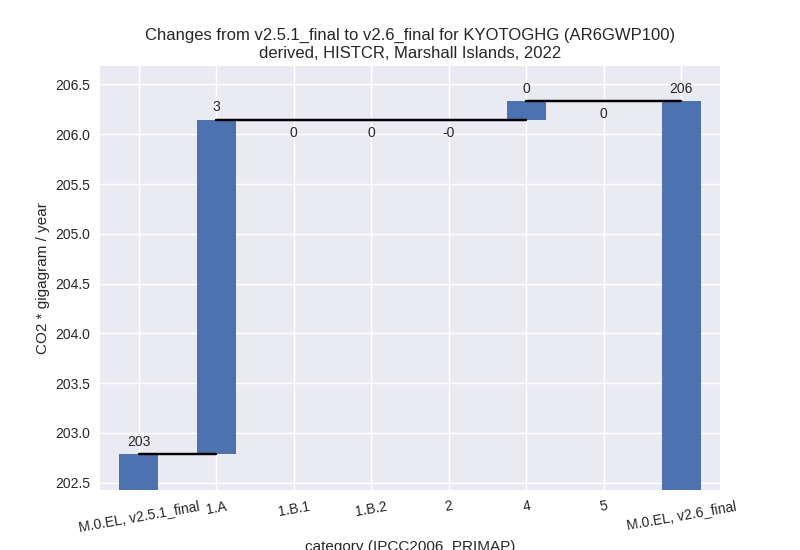 Changes from v2.5.1_final to v2.6_final for KYOTOGHG (AR6GWP100)
derived, HISTCR, Marshall Islands, 2022
CO2 * gigagram / year
206.5
206.0
205.5
205.0
204.5
204.0
203.5
203.0
202.5
203
3
0
0
-0
0
0
206
M.0.EL, v2.5.1_final
1.A
1.B.1
1.B.2
2
4
5
M.0.EL, v2.6_final
category (IPCC2006_PRIMAP)